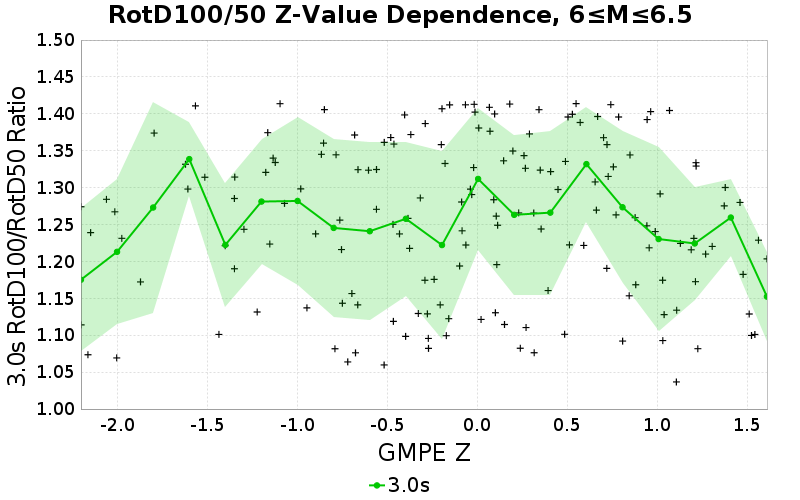 RotD100/50 Z-Value Dependence, 6≤M≤6.5
3.0s RotD100/RotD50 Ratio
1.50
1.45
1.40
1.35
1.30
1.25
1.20
1.15
1.10
1.05
1.00
-2.0 -1.5 -1.0 -0.5 0.0 0.5 1.0 1.5
GMPE Z
3.0s